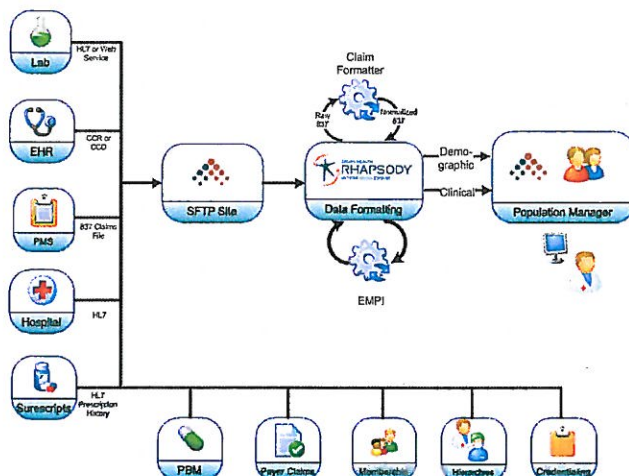 HL7 or Web
Service
Lab
CCR or
CCD
EHR
837 Claims
File
PMS
HL7
Hospital
HL7
Prescription
History
Surescripts
SFTP Site
Claim
Formatter
Raw
837
Normalized
837
RHAPSODY
Data Formatting
EMPI
Demo-
graphic
Clinical
Population Manager
PBM
Payer Claims
Membership
Hierarchies
Credentialing